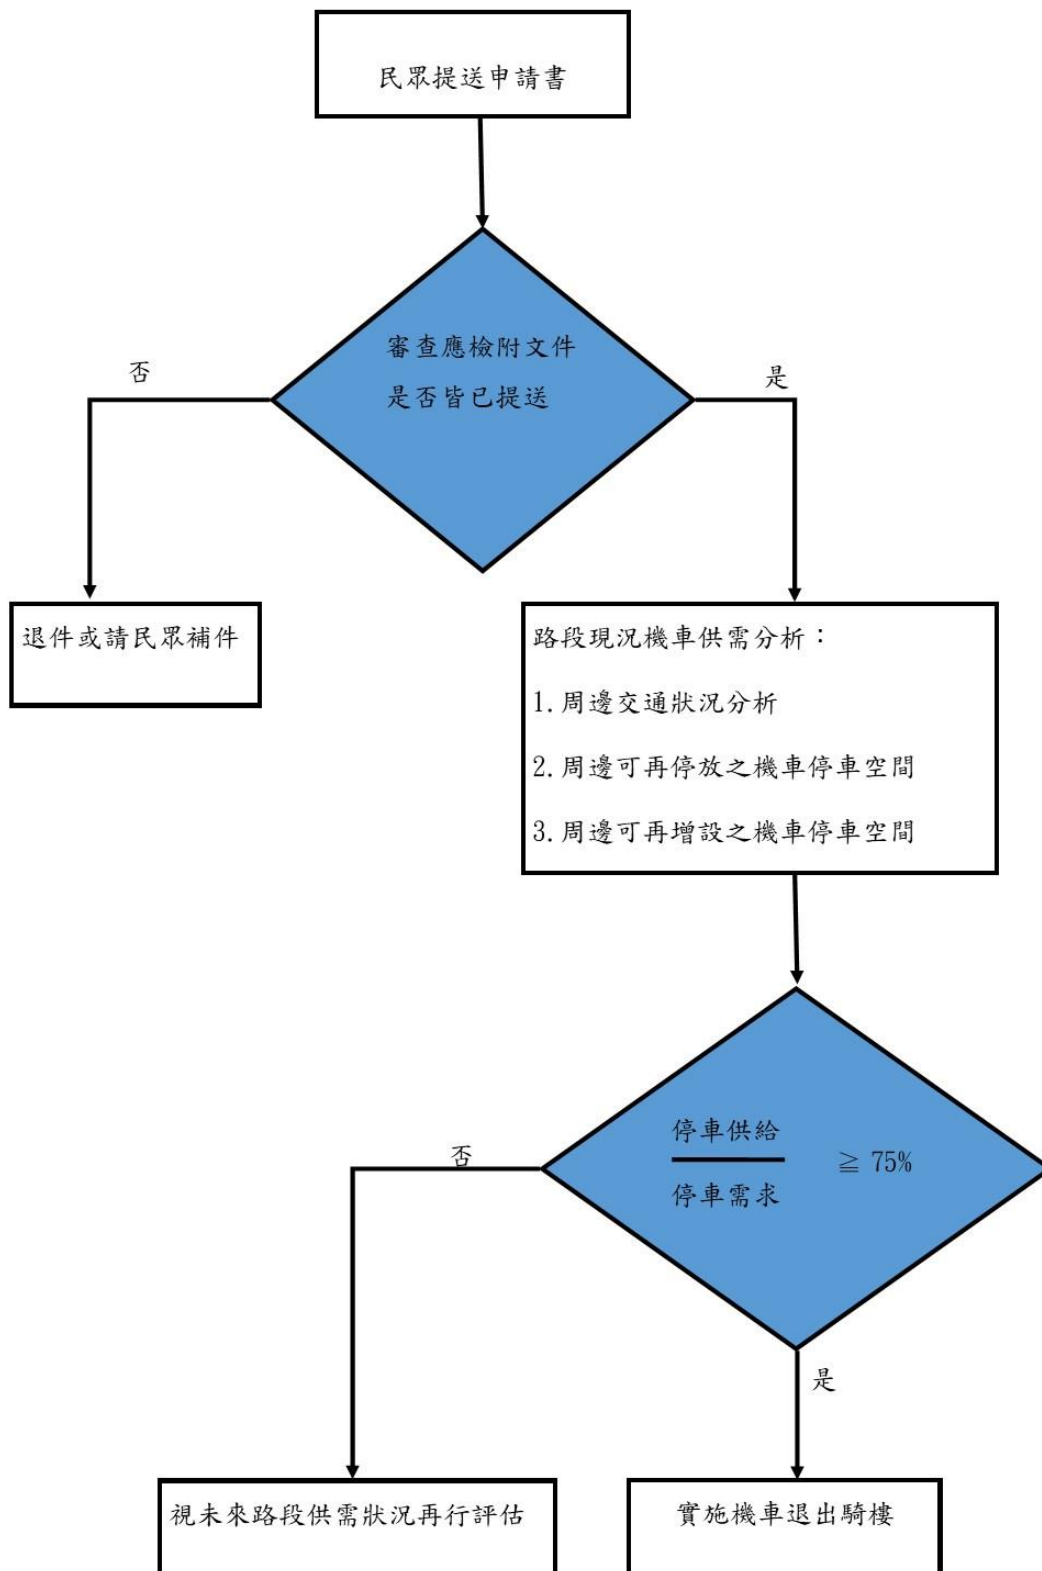 民眾提送申請書
審查應檢附文件
是否皆已提送
否
是
退件或請民眾補件
路段現況機車供需分析：
1.周邊交通狀況分析
2.周邊可再停放之機車停車空間
3.周邊可再增設之機車停車空間
停車供給
停車需求
≧ 75%
否
是
視未來路段供需狀況再行評估
實施機車退出騎樓